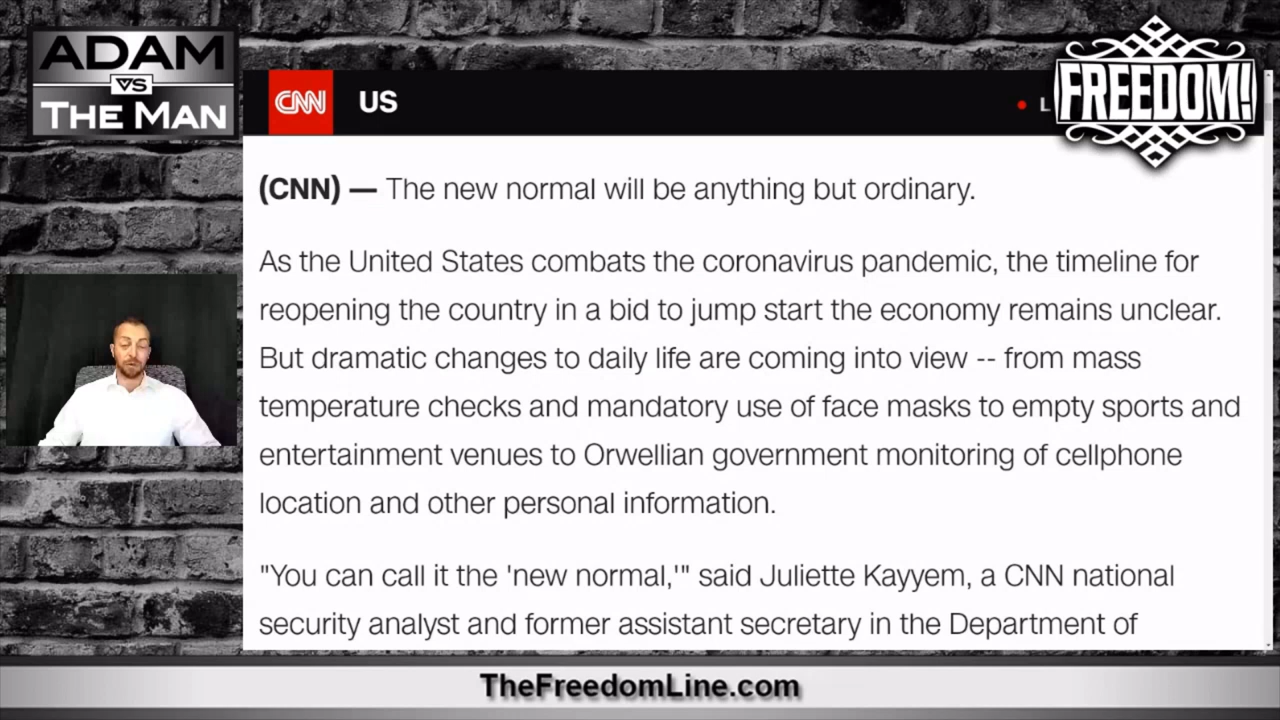 ADAM
VS
THE MAN
CNN US
L
FREEDOM!
(CNN) — The new normal will be anything but ordinary.
As the United States combats the coronavirus pandemic, the timeline for
reopening the country in a bid to jump start the economy remains unclear.
But dramatic changes to daily life are coming into view -- from mass
temperature checks and mandatory use of face masks to empty sports and
entertainment venues to Orwellian government monitoring of cellphone
location and other personal information.
"You can call it the 'new normal,'" said Juliette Kayyem, a CNN national
security analyst and former assistant secretary in the Department of
TheFreedomLine.com